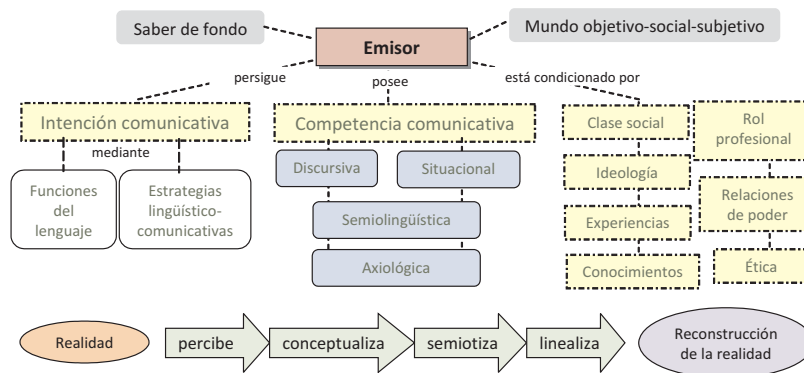 Saber de fondo
Emisor
Mundo objetivo-social-subjetivo
persigue
posee
está condicionado por
Intención comunicativa
Competencia comunicativa
Clase social
Rol
profesional
mediante
Discursiva
Situacional
Ideología
Funciones
del
lenguaje
Estrategias
lingüístico-
comunicativas
Semiolingüística
Relaciones
de poder
Experiencias
Axiológica
Conocimientos
Ética
Realidad
percibe
conceptualiza
semiotiza
linealiza
Reconstrucción
de la realidad